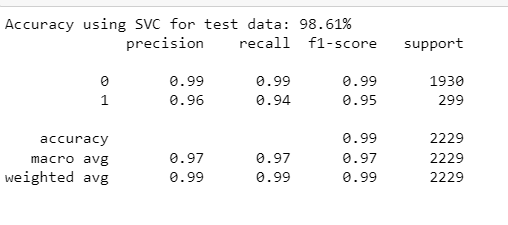 Accuracy using SVC for test data: 98.61%
precision recall f1-score support
0 0.99 0.99 0.99 1930
1 0.96 0.94 0.95 299
accuracy 0.99 2229
macro avg 0.97 0.97 0.97 2229
weighted avg 0.99 0.99 0.99 2229